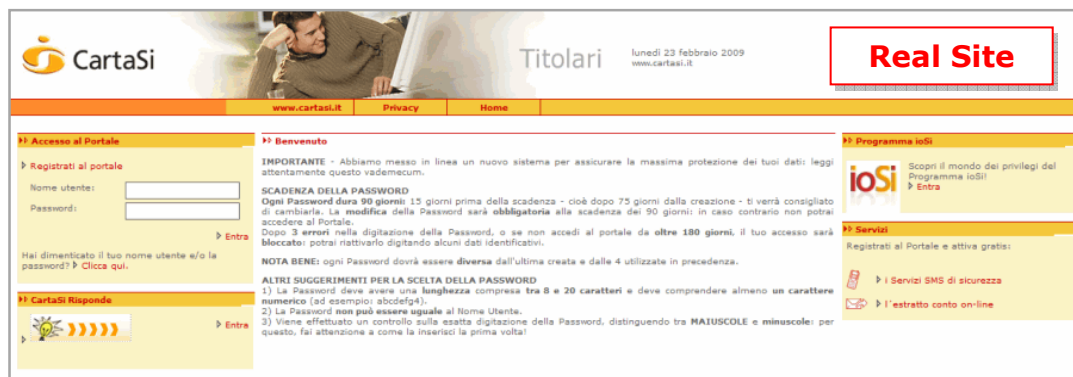 CartaSi
Titolari
lunedì 23 febbraio 2009
www.cartasi.it
Real Site
www.cartasi.it
Privacy
Home
Accesso al Portale
Registrati al portale
Nome utente:
Password:
Entra
Hai dimenticato il tuo nome utente e/o la
password? Clicca qui.
CartaSi Risponde
Entra
Benvenuto
IMPORTANTE - Abbiamo messo in linea un nuovo sistema per assicurare la massima protezione dei tuoi dati: leggi
attentamente questo vademecum.
SCADENZA DELLA PASSWORD
Ogni Password dura 90 giorni: 15 giorni prima della scadenza - cioè dopo 75 giorni dalla creazione - ti verrà consigliato
di cambiarla. La modifica della Password sarà obbligatoria alla scadenza dei 90 giorni: in caso contrario non potrai
accedere al Portale.
Dopo 3 errori nella digitazione della Password, o se non accedi al portale da oltre 180 giorni, il tuo accesso sarà
bloccato: potrai riattivarlo digitando alcuni dati identificativi.
NOTA BENE: ogni Password dovrà essere diversa dall'ultima creata e dalle 4 utilizzate in precedenza.
ALTRI SUGGERIMENTI PER LA SCELTA DELLA PASSWORD
1) La Password deve avere una lunghezza compresa tra 8 e 20 caratteri e deve comprendere almeno un carattere
numerico (ad esempio: abcdefg4).
2) La Password non può essere uguale al Nome Utente.
3) Viene effettuato un controllo sulla esatta digitazione della Password, distinguendo tra MAIUSCOLE e minuscole: per
questo, fai attenzione a come la inserisci la prima volta!
Programma ioSi
ioSi
Scopri il mondo dei privilegi del
Programma ioSi!
Entra
Servizi
Registrati al Portale e attiva gratis:
i Servizi SMS di sicurezza
l'estratto conto on-line